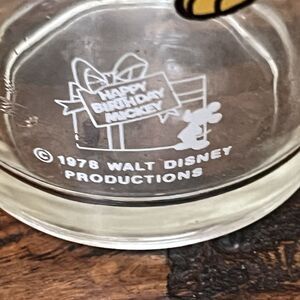 HAPPY
BIRTHDAY
MICKEY
© 1978 WALT DISNEY
PRODUCTIONS